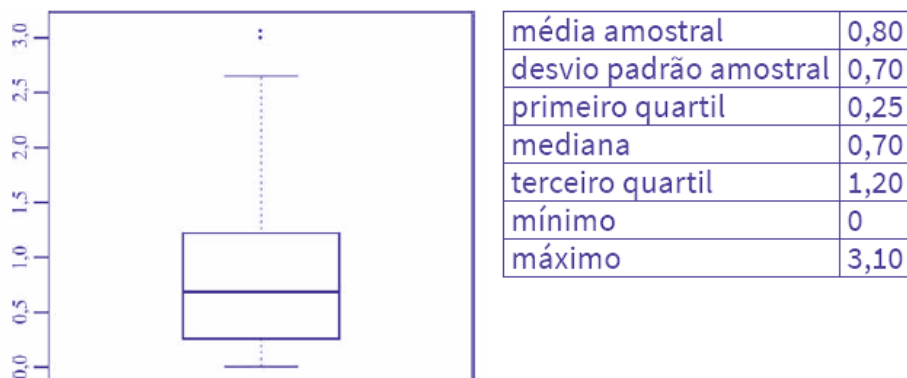 3,0
2,5
2,0
1,5
1,0
0,5
0,0
média amostral 0,80
desvio padrão amostral 0,70
primeiro quartil 0,25
mediana 0,70
terceiro quartil 1,20
mínimo 0
máximo 3,10